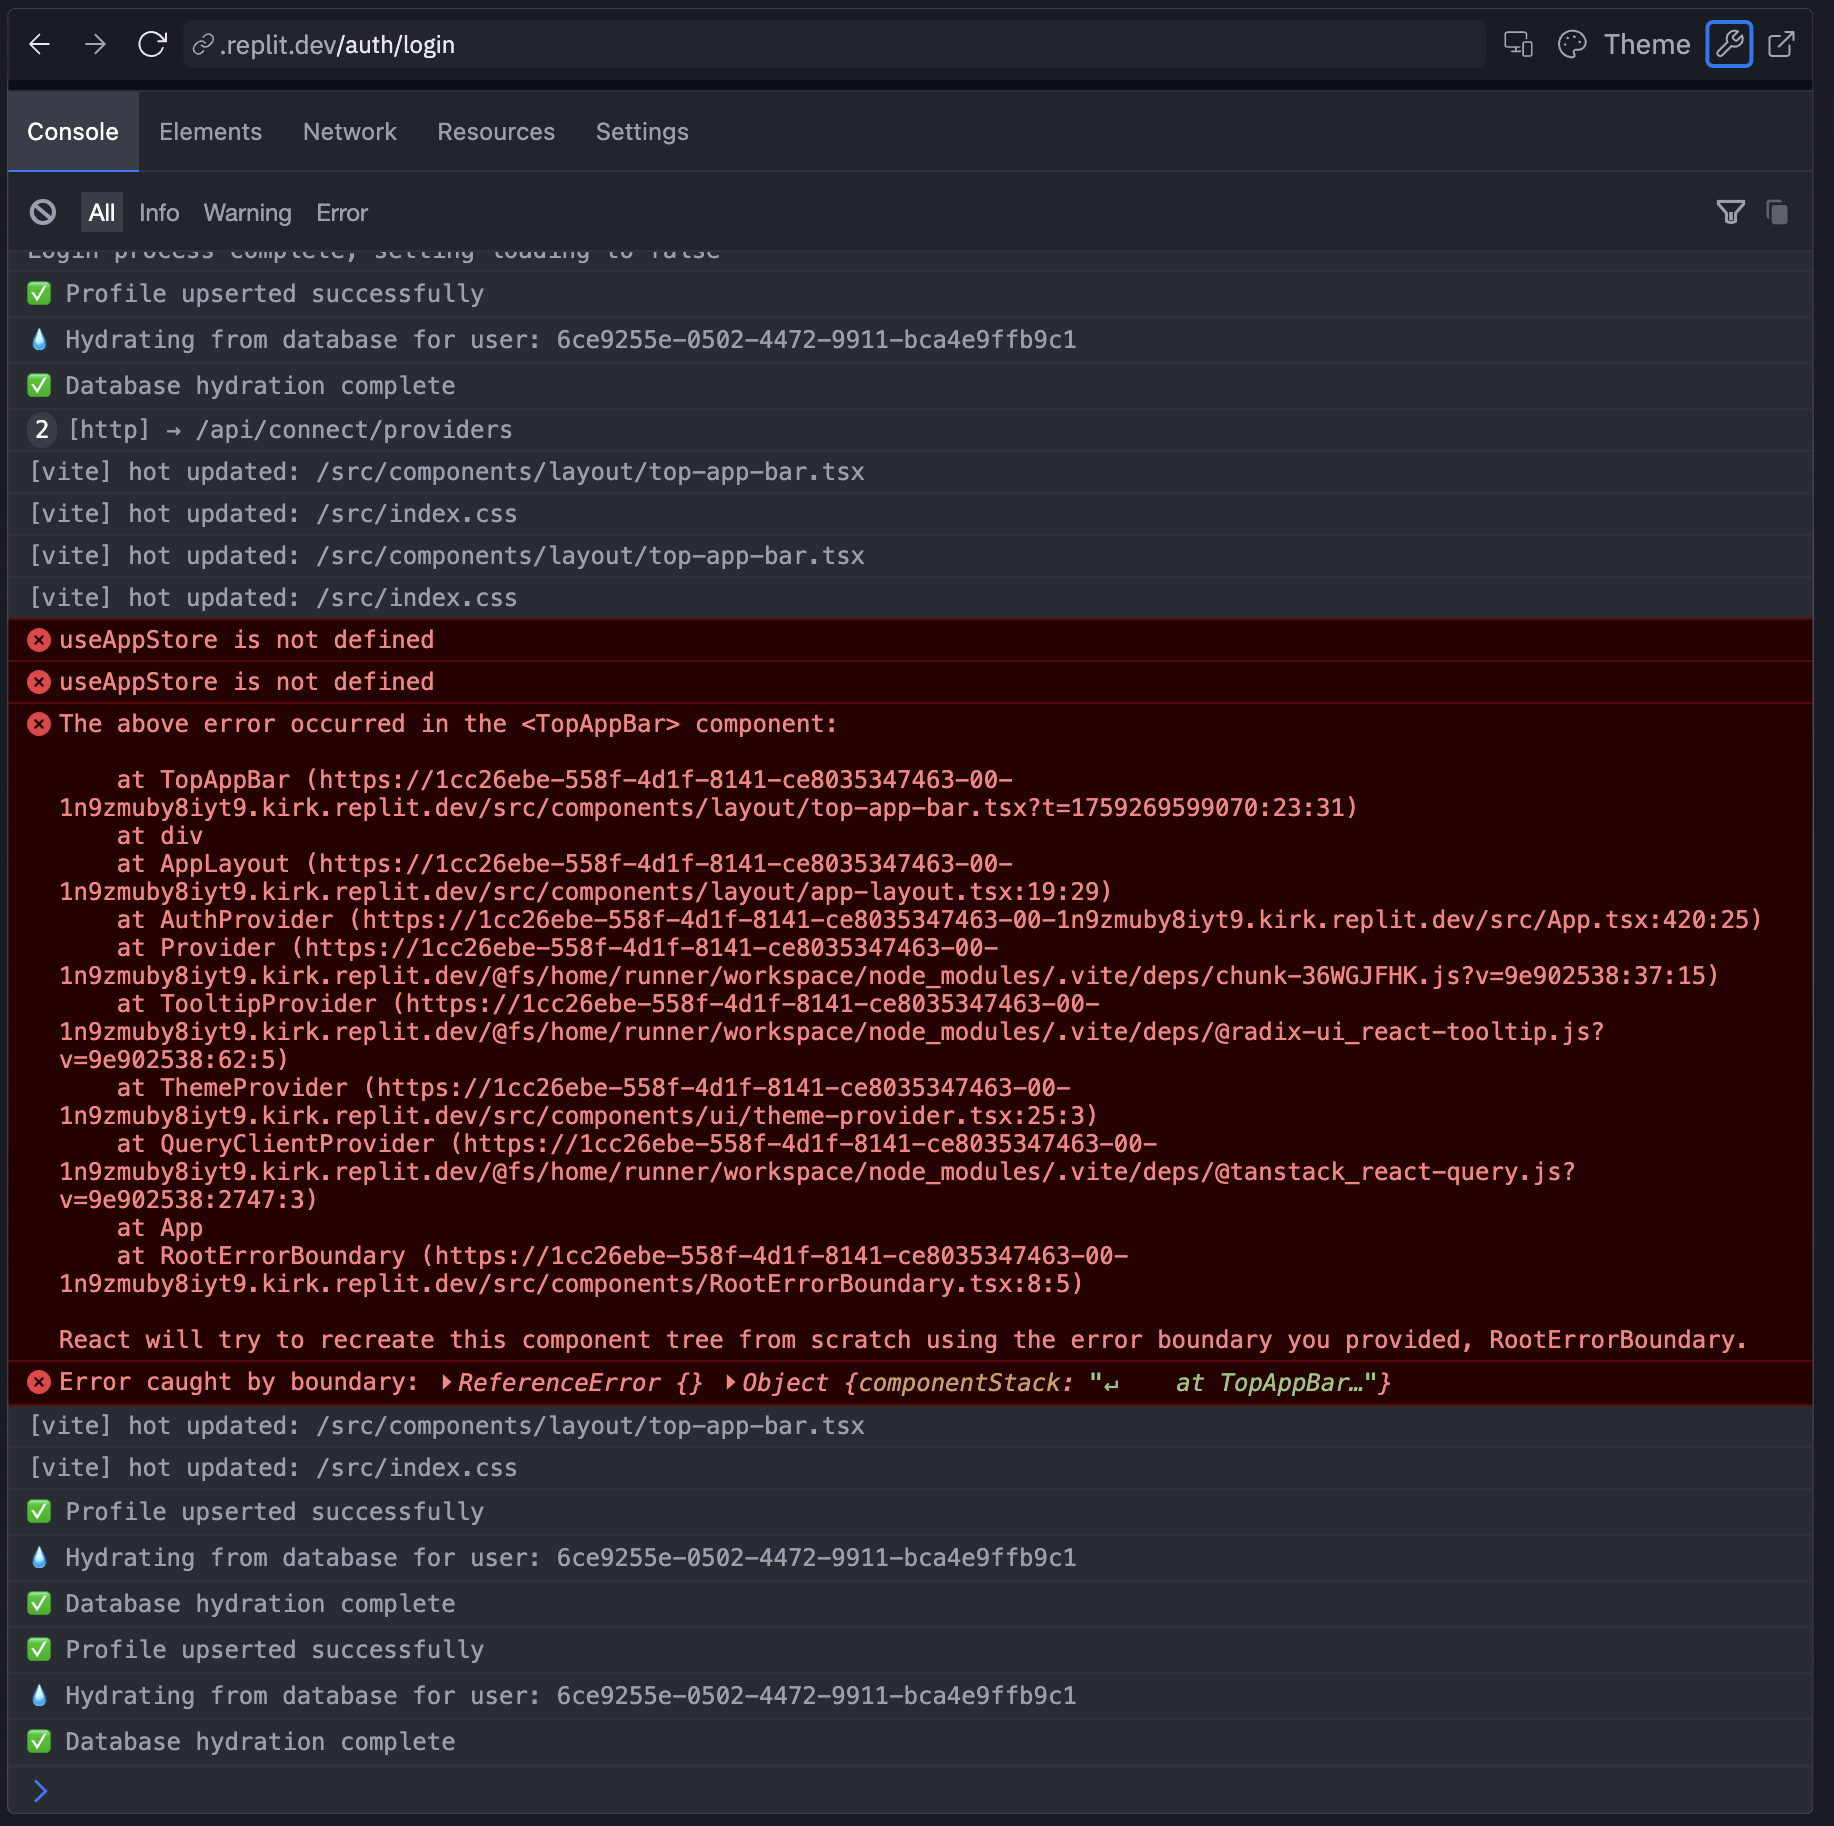 .replit.dev/auth/login
Theme
Console Elements Network Resources Settings
All Info Warning Error
Login process complete, setting loading to false
✅ Profile upserted successfully
💧 Hydrating from database for user: 6ce9255e-0502-4472-9911-bca4e9ffb9c1
✅ Database hydration complete
2 [http] → /api/connect/providers
[vite] hot updated: /src/components/layout/top-app-bar.tsx
[vite] hot updated: /src/index.css
[vite] hot updated: /src/components/layout/top-app-bar.tsx
[vite] hot updated: /src/index.css
useAppStore is not defined
useAppStore is not defined
The above error occurred in the <TopAppBar> component:
at TopAppBar (https://1cc26ebe-558f-4d1f-8141-ce8035347463-00-
1n9zmuby8iyt9.kirk.replit.dev/src/components/layout/top-app-bar.tsx?t=1759269599070:23:31)
at div
at AppLayout (https://1cc26ebe-558f-4d1f-8141-ce8035347463-00-
1n9zmuby8iyt9.kirk.replit.dev/src/components/layout/app-layout.tsx:19:29)
at AuthProvider (https://1cc26ebe-558f-4d1f-8141-ce8035347463-00-1n9zmuby8iyt9.kirk.replit.dev/src/App.tsx:420:25)
at Provider (https://1cc26ebe-558f-4d1f-8141-ce8035347463-00-
1n9zmuby8iyt9.kirk.replit.dev/@fs/home/runner/workspace/node_modules/.vite/deps/chunk-36WGJFHK.js?v=9e902538:37:15)
at TooltipProvider (https://1cc26ebe-558f-4d1f-8141-ce8035347463-00-
1n9zmuby8iyt9.kirk.replit.dev/@fs/home/runner/workspace/node_modules/.vite/deps/@radix-ui_react-tooltip.js?
v=9e902538:62:5)
at ThemeProvider (https://1cc26ebe-558f-4d1f-8141-ce8035347463-00-
1n9zmuby8iyt9.kirk.replit.dev/src/components/ui/theme-provider.tsx:25:3)
at QueryClientProvider (https://1cc26ebe-558f-4d1f-8141-ce8035347463-00-
1n9zmuby8iyt9.kirk.replit.dev/@fs/home/runner/workspace/node_modules/.vite/deps/@tanstack_react-query.js?
v=9e902538:2747:3)
at App
at RootErrorBoundary (https://1cc26ebe-558f-4d1f-8141-ce8035347463-00-
1n9zmuby8iyt9.kirk.replit.dev/src/components/RootErrorBoundary.tsx:8:5)
React will try to recreate this component tree from scratch using the error boundary you provided, RootErrorBoundary.
Error caught by boundary: ▶ReferenceError {} ▶Object {componentStack: "↵    at TopAppBar…"}
[vite] hot updated: /src/components/layout/top-app-bar.tsx
[vite] hot updated: /src/index.css
✅ Profile upserted successfully
💧 Hydrating from database for user: 6ce9255e-0502-4472-9911-bca4e9ffb9c1
✅ Database hydration complete
✅ Profile upserted successfully
💧 Hydrating from database for user: 6ce9255e-0502-4472-9911-bca4e9ffb9c1
✅ Database hydration complete